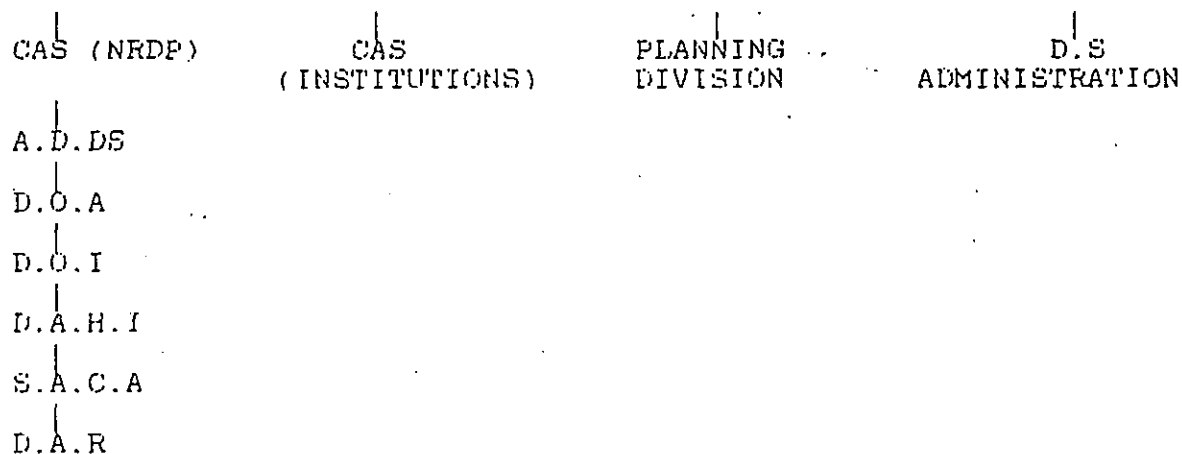 CAS (NRDP) CAS PLANNING D.S
(INSTITUTIONS) DIVISION ADMINISTRATION
A.D.DS
D.O.A
D.O.I
D.A.H.I
S.A.C.A
D.A.R